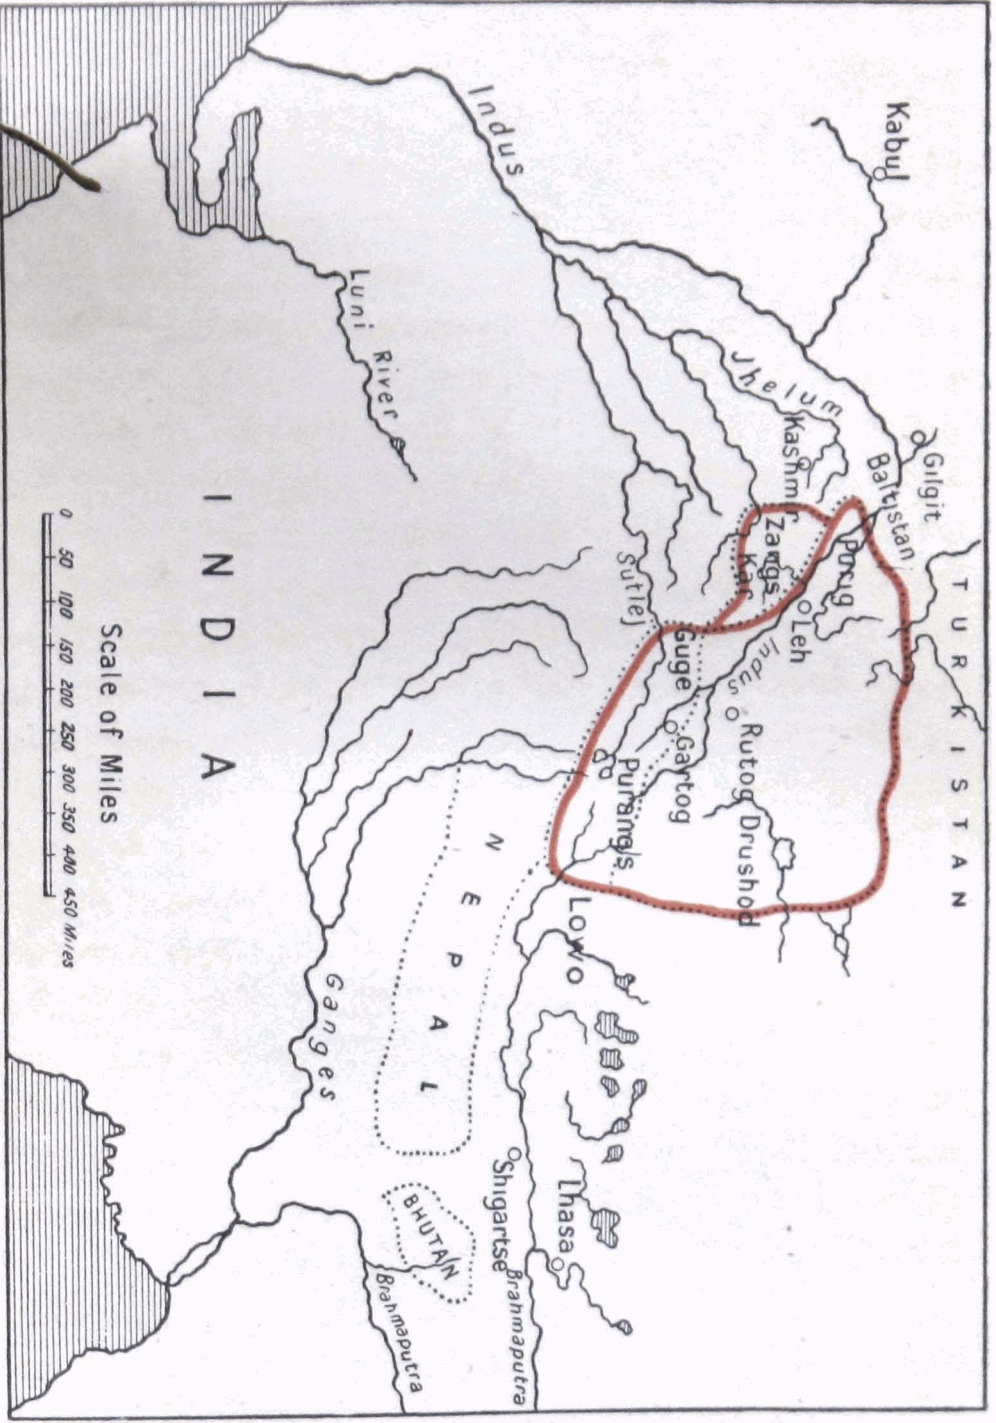 TURKISTAN
Kabul
Gilgit
Baltistan
Indus
Jhelum
Kashmir
Purig
Zangs
Kar
Leh
Indus
Rutog
Drushod
Guge
Gartog
Sutlej
Purang's
Luni River
Lowo
NEPAL
INDIA
Ganges
Lhasa
Shigartse
Brahmaputra
BHUTAN
Brahmaputra
0 50 100 150 200 250 300 350 400 450 Miles
Scale of Miles